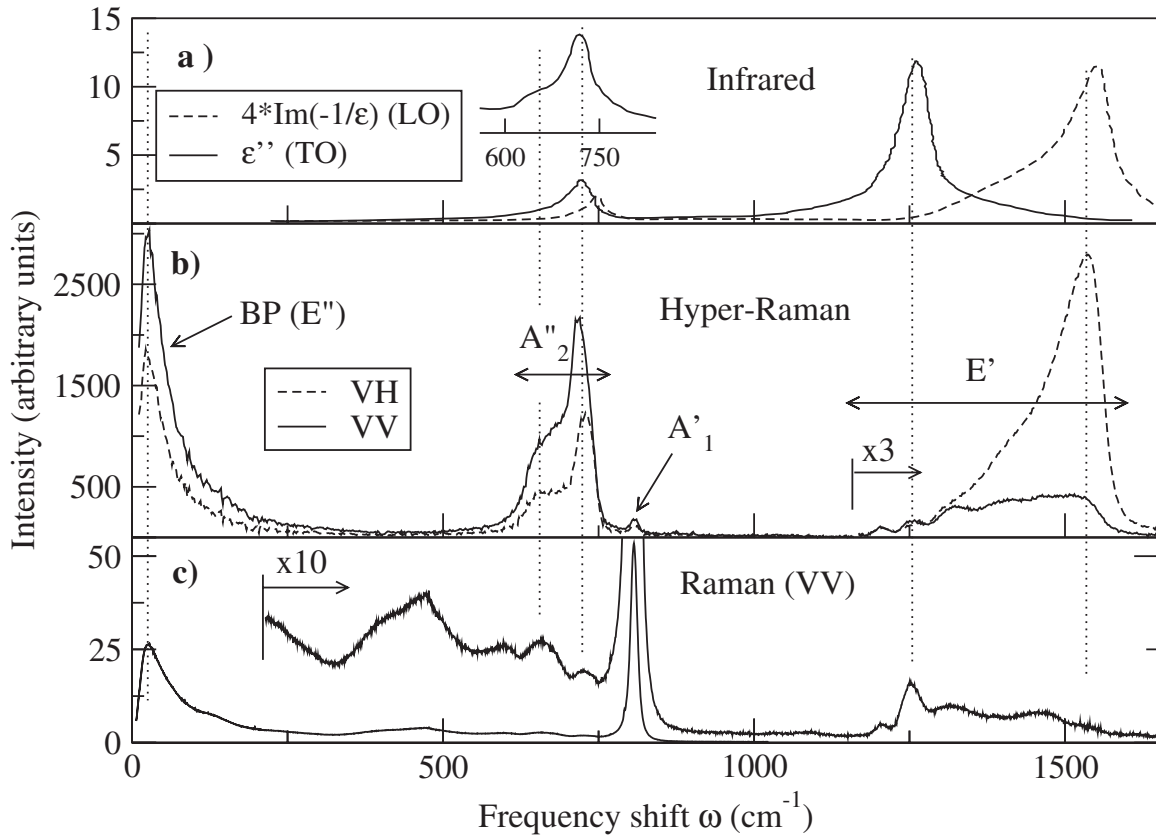 15
a )
10
5
4*Im(-1/ε) (LO)
ε’’ (TO)
600
750
Infrared
Intensity (arbitrary units)
b)
2500
1500
500
BP (E")
VH
VV
A"2
Hyper-Raman
A’1
E’
x3
c)
50
25
0
x10
Raman (VV)
0
500
1000
1500
Frequency shift ω (cm-1)